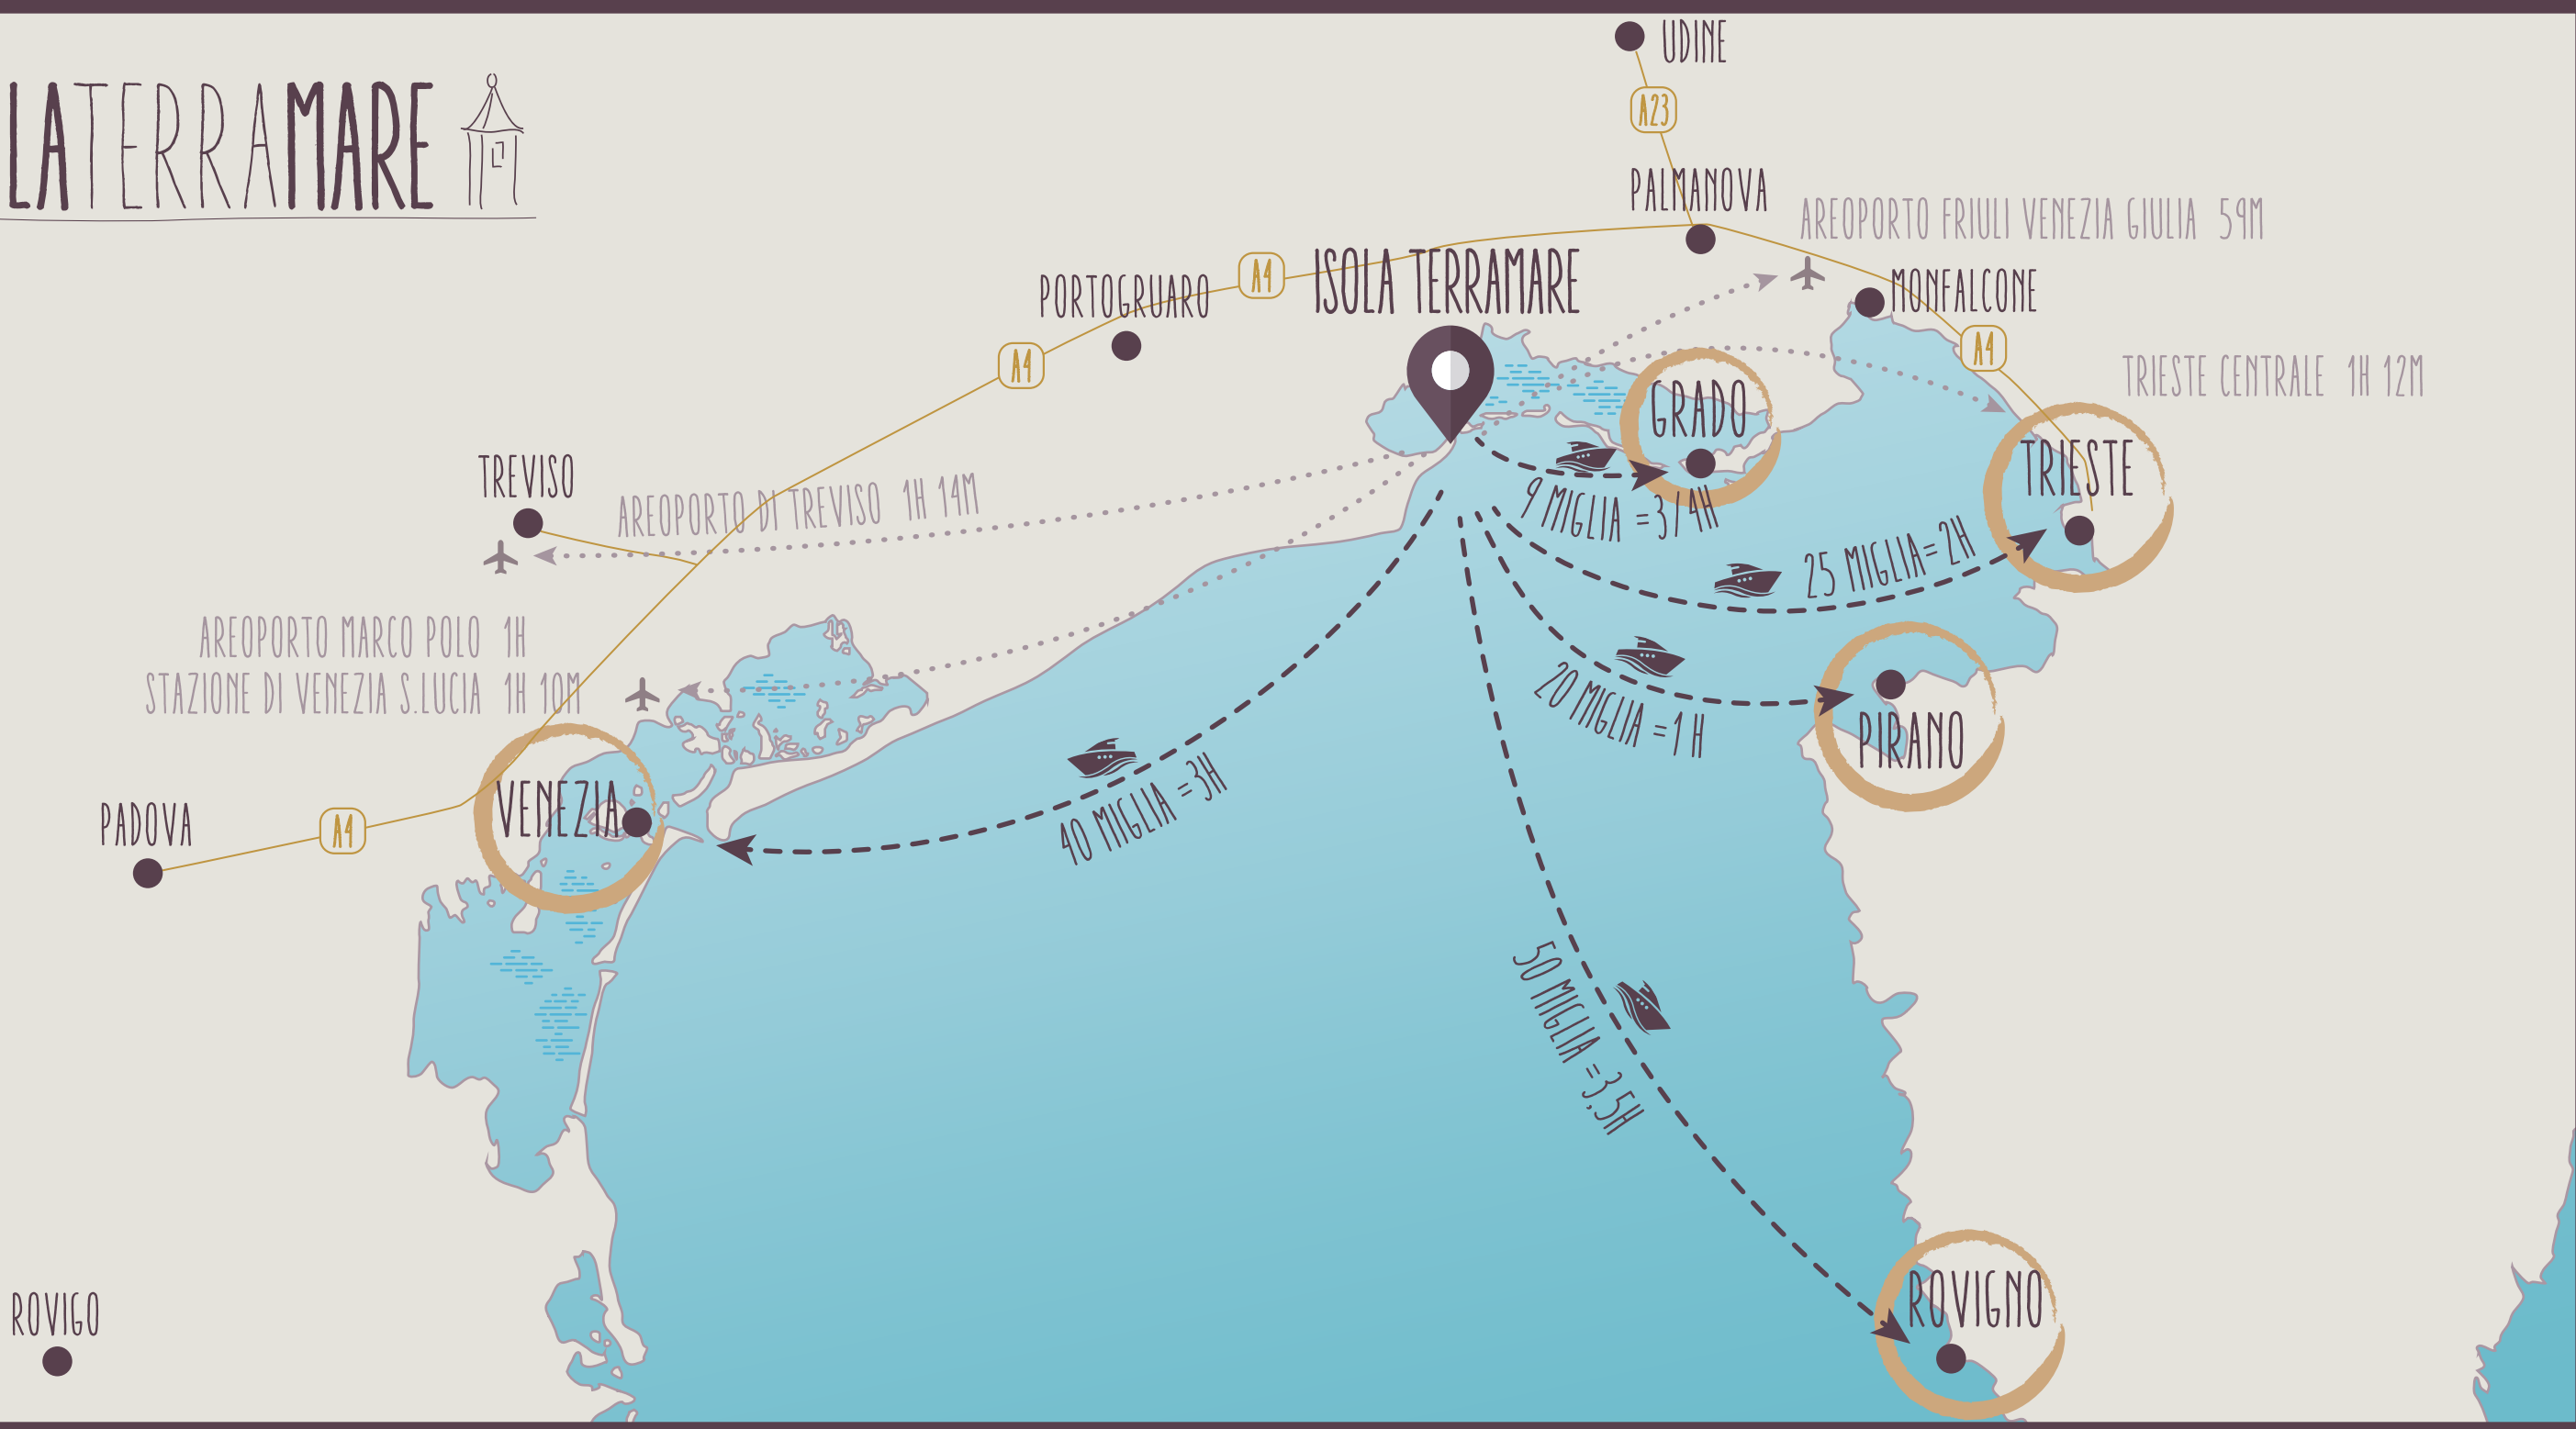 UDINE
A23
LATERRAMARE
PALMANOVA
AREOPORTO FRIULI VENEZIA GIULIA 59M
ISOLA TERRAMARE
A4
PORTOGRUARO
MONFALCONE
A4
A4
TRIESTE CENTRALE 1H 12M
GRADO
TREVISO
AREOPORTO DI TREVISO 1H 14M
TRIESTE
9 MIGLIA =3/4H
25 MIGLIA= 2H
AREOPORTO MARCO POLO 1H
STAZIONE DI VENEZIA S.LUCIA 1H 10M
20 MIGLIA =1H
PIRANO
VENEZIA
40 MIGLIA =3H
PADOVA
A4
50 MIGLIA =3,5H
ROVIGNO
ROVIGO